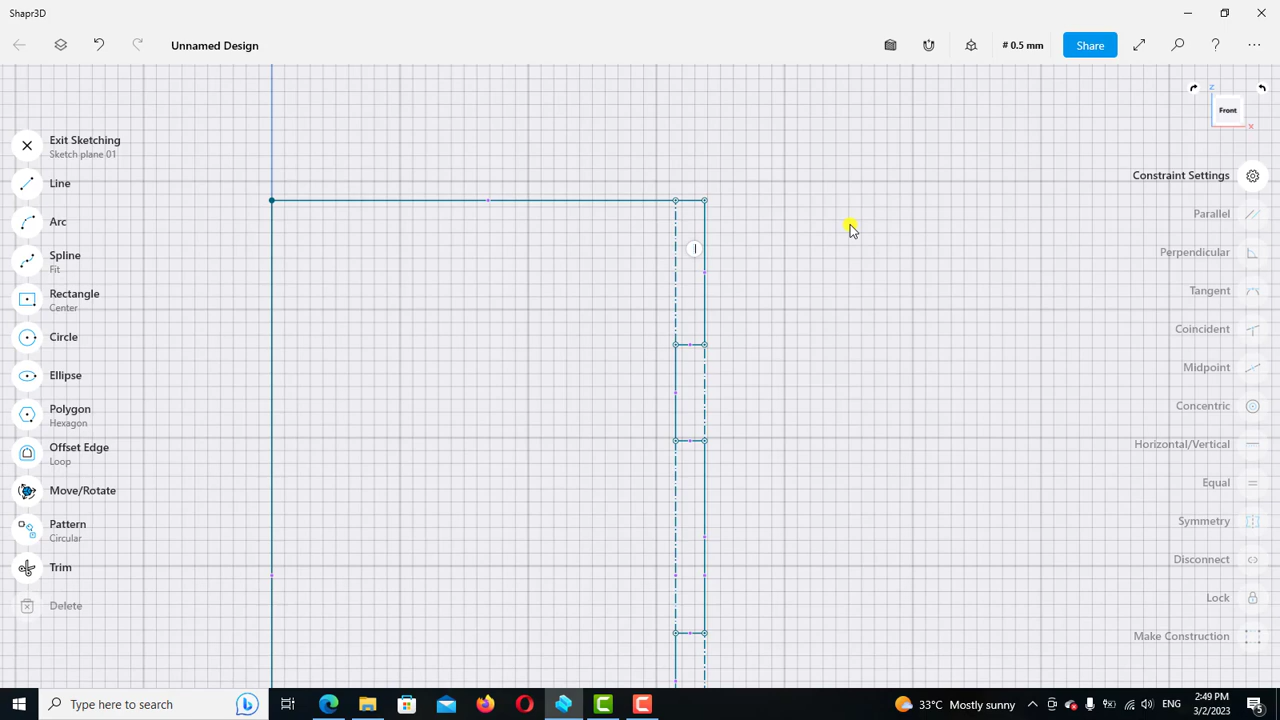 Shapr3D
Unnamed Design
# 0.5 mm
Share
Z
Front
X
Exit Sketching
Sketch plane 01
Line
Arc
Spline
Fit
Rectangle
Center
Circle
Ellipse
Polygon
Hexagon
Offset Edge
Loop
Move/Rotate
Pattern
Circular
Trim
Delete
Constraint Settings
Parallel
Perpendicular
Tangent
Coincident
Midpoint
Concentric
Horizontal/Vertical
Equal
Symmetry
Disconnect
Lock
Make Construction
Type here to search
33°C Mostly sunny
ENG
2:49 PM
3/2/2023
3